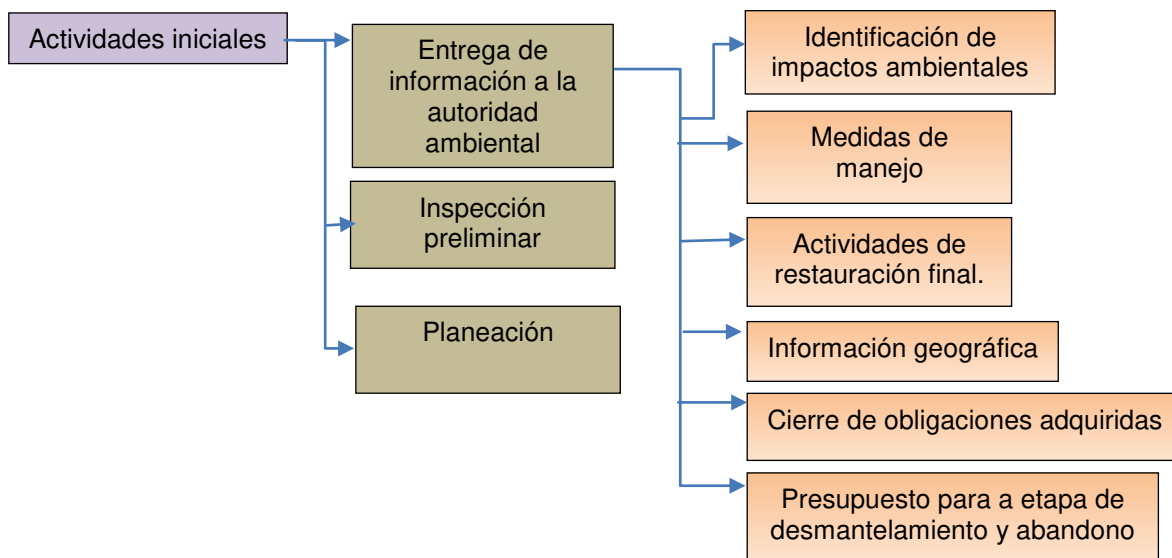 Actividades iniciales
Entrega de
información a la
autoridad
ambiental
Inspección
preliminar
Planeación
Identificación de
impactos ambientales
Medidas de
manejo
Actividades de
restauración final.
Información geográfica
Cierre de obligaciones adquiridas
Presupuesto para a etapa de
desmantelamiento y abandono